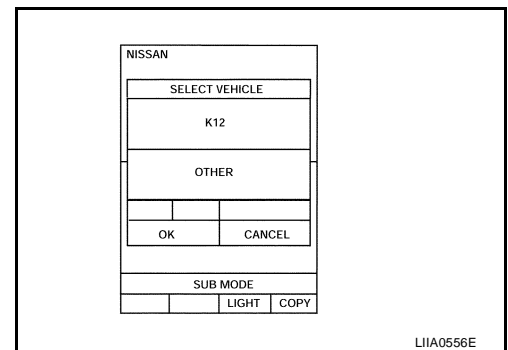 NISSAN
SELECT VEHICLE
K12
OTHER
OK CANCEL
SUB MODE
LIGHT COPY
LIIA0556E